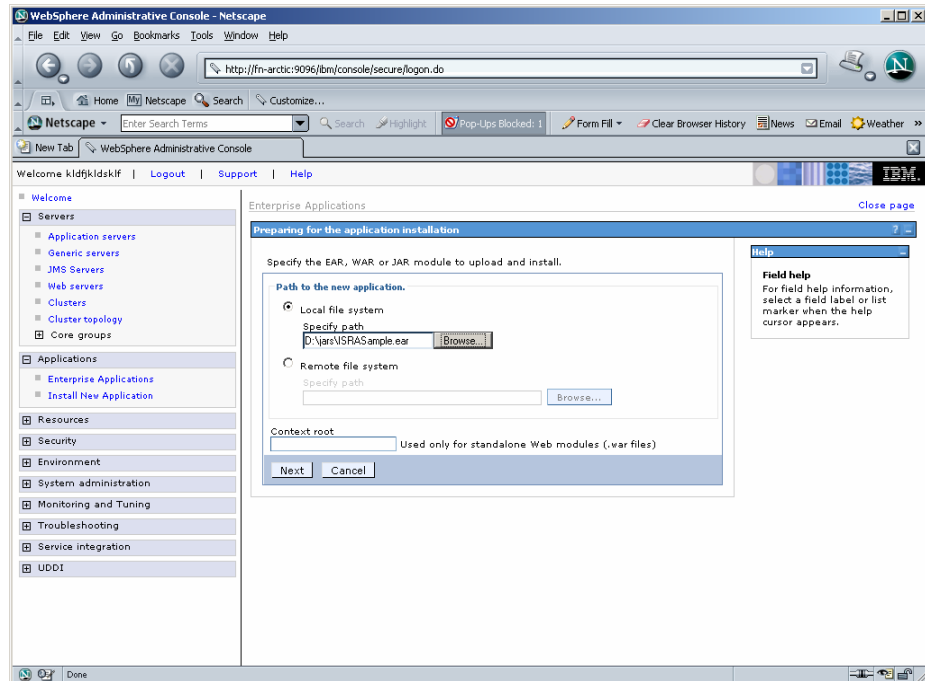 WebSphere Administrative Console - Netscape
File Edit View Go Bookmarks Tools Window Help
http://fn-arctic:9096/ibm/console/secure/logon.do
Home My Netscape Search Customize...
Netscape Enter Search Terms Search Highlight Pop-Ups Blocked: 1 Form Fill Clear Browser History News Email Weather »
New Tab WebSphere Administrative Console
Welcome kldfjkldsklf | Logout | Support | Help
IBM.
Welcome
Servers
Application servers
Generic servers
JMS Servers
Web servers
Clusters
Cluster topology
Core groups
Applications
Enterprise Applications
Install New Application
Resources
Security
Environment
System administration
Monitoring and Tuning
Troubleshooting
Service integration
UDDI
Enterprise Applications
Close page
Preparing for the application installation
? -
Specify the EAR, WAR or JAR module to upload and install.
Path to the new application.
Local file system
Specify path
D:\jars\ISRASample.ear Browse...
Remote file system
Specify path
Browse...
Context root
Used only for standalone Web modules (.war files)
Next Cancel
Help
Field help
For field help information,
select a field label or list
marker when the help
cursor appears.
Done